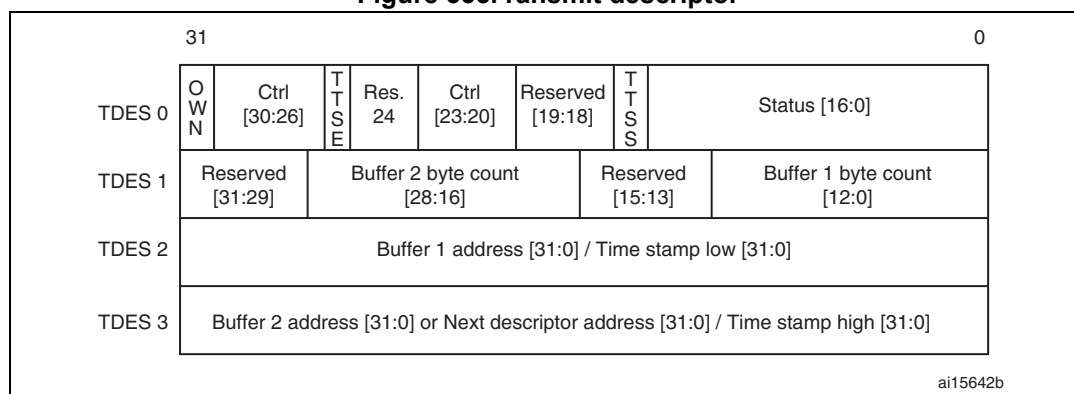 31 0
TDES 0
OWN
Ctrl
[30:26]
TTSE
Res.
24
Ctrl
[23:20]
Reserved
[19:18]
TTSS
Status [16:0]
TDES 1
Reserved
[31:29]
Buffer 2 byte count
[28:16]
Reserved
[15:13]
Buffer 1 byte count
[12:0]
TDES 2
Buffer 1 address [31:0] / Time stamp low [31:0]
TDES 3
Buffer 2 address [31:0] or Next descriptor address [31:0] / Time stamp high [31:0]
ai15642b